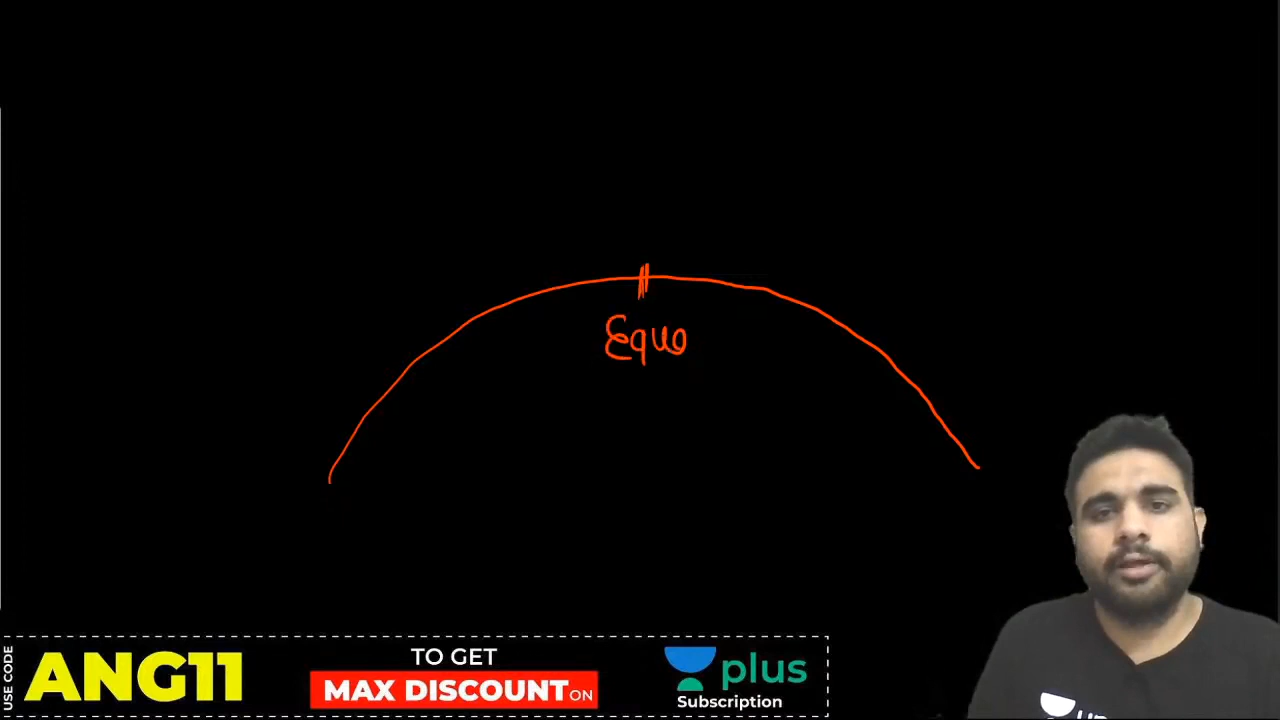 Equa
USE CODE
ANG11
TO GET
MAX DISCOUNT ON
plus
Subscription